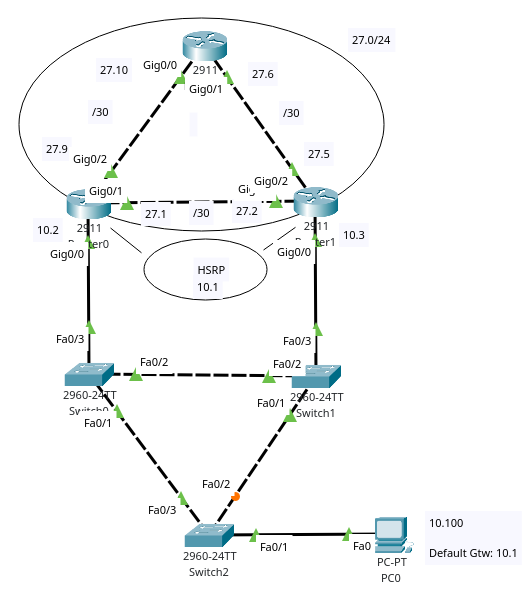 27.0/24
2911
Gig0/0
27.10
27.6
Gig0/1
/30
/30
27.9
27.5
Gig0/2
Gig0/2
Gig0/1
27.1
/30
27.2
2911
2911
10.2
10.3
Gig0/0
Gig0/0
HSRP
10.1
Fa0/3
Fa0/3
Fa0/2
Fa0/2
2960-24TT
2960-24TT
Switch0
Switch1
Fa0/1
Fa0/1
Fa0/2
Fa0/3
2960-24TT
Switch2
Fa0/1
Fa0
PC-PT
PC0
10.100
Default Gtw: 10.1